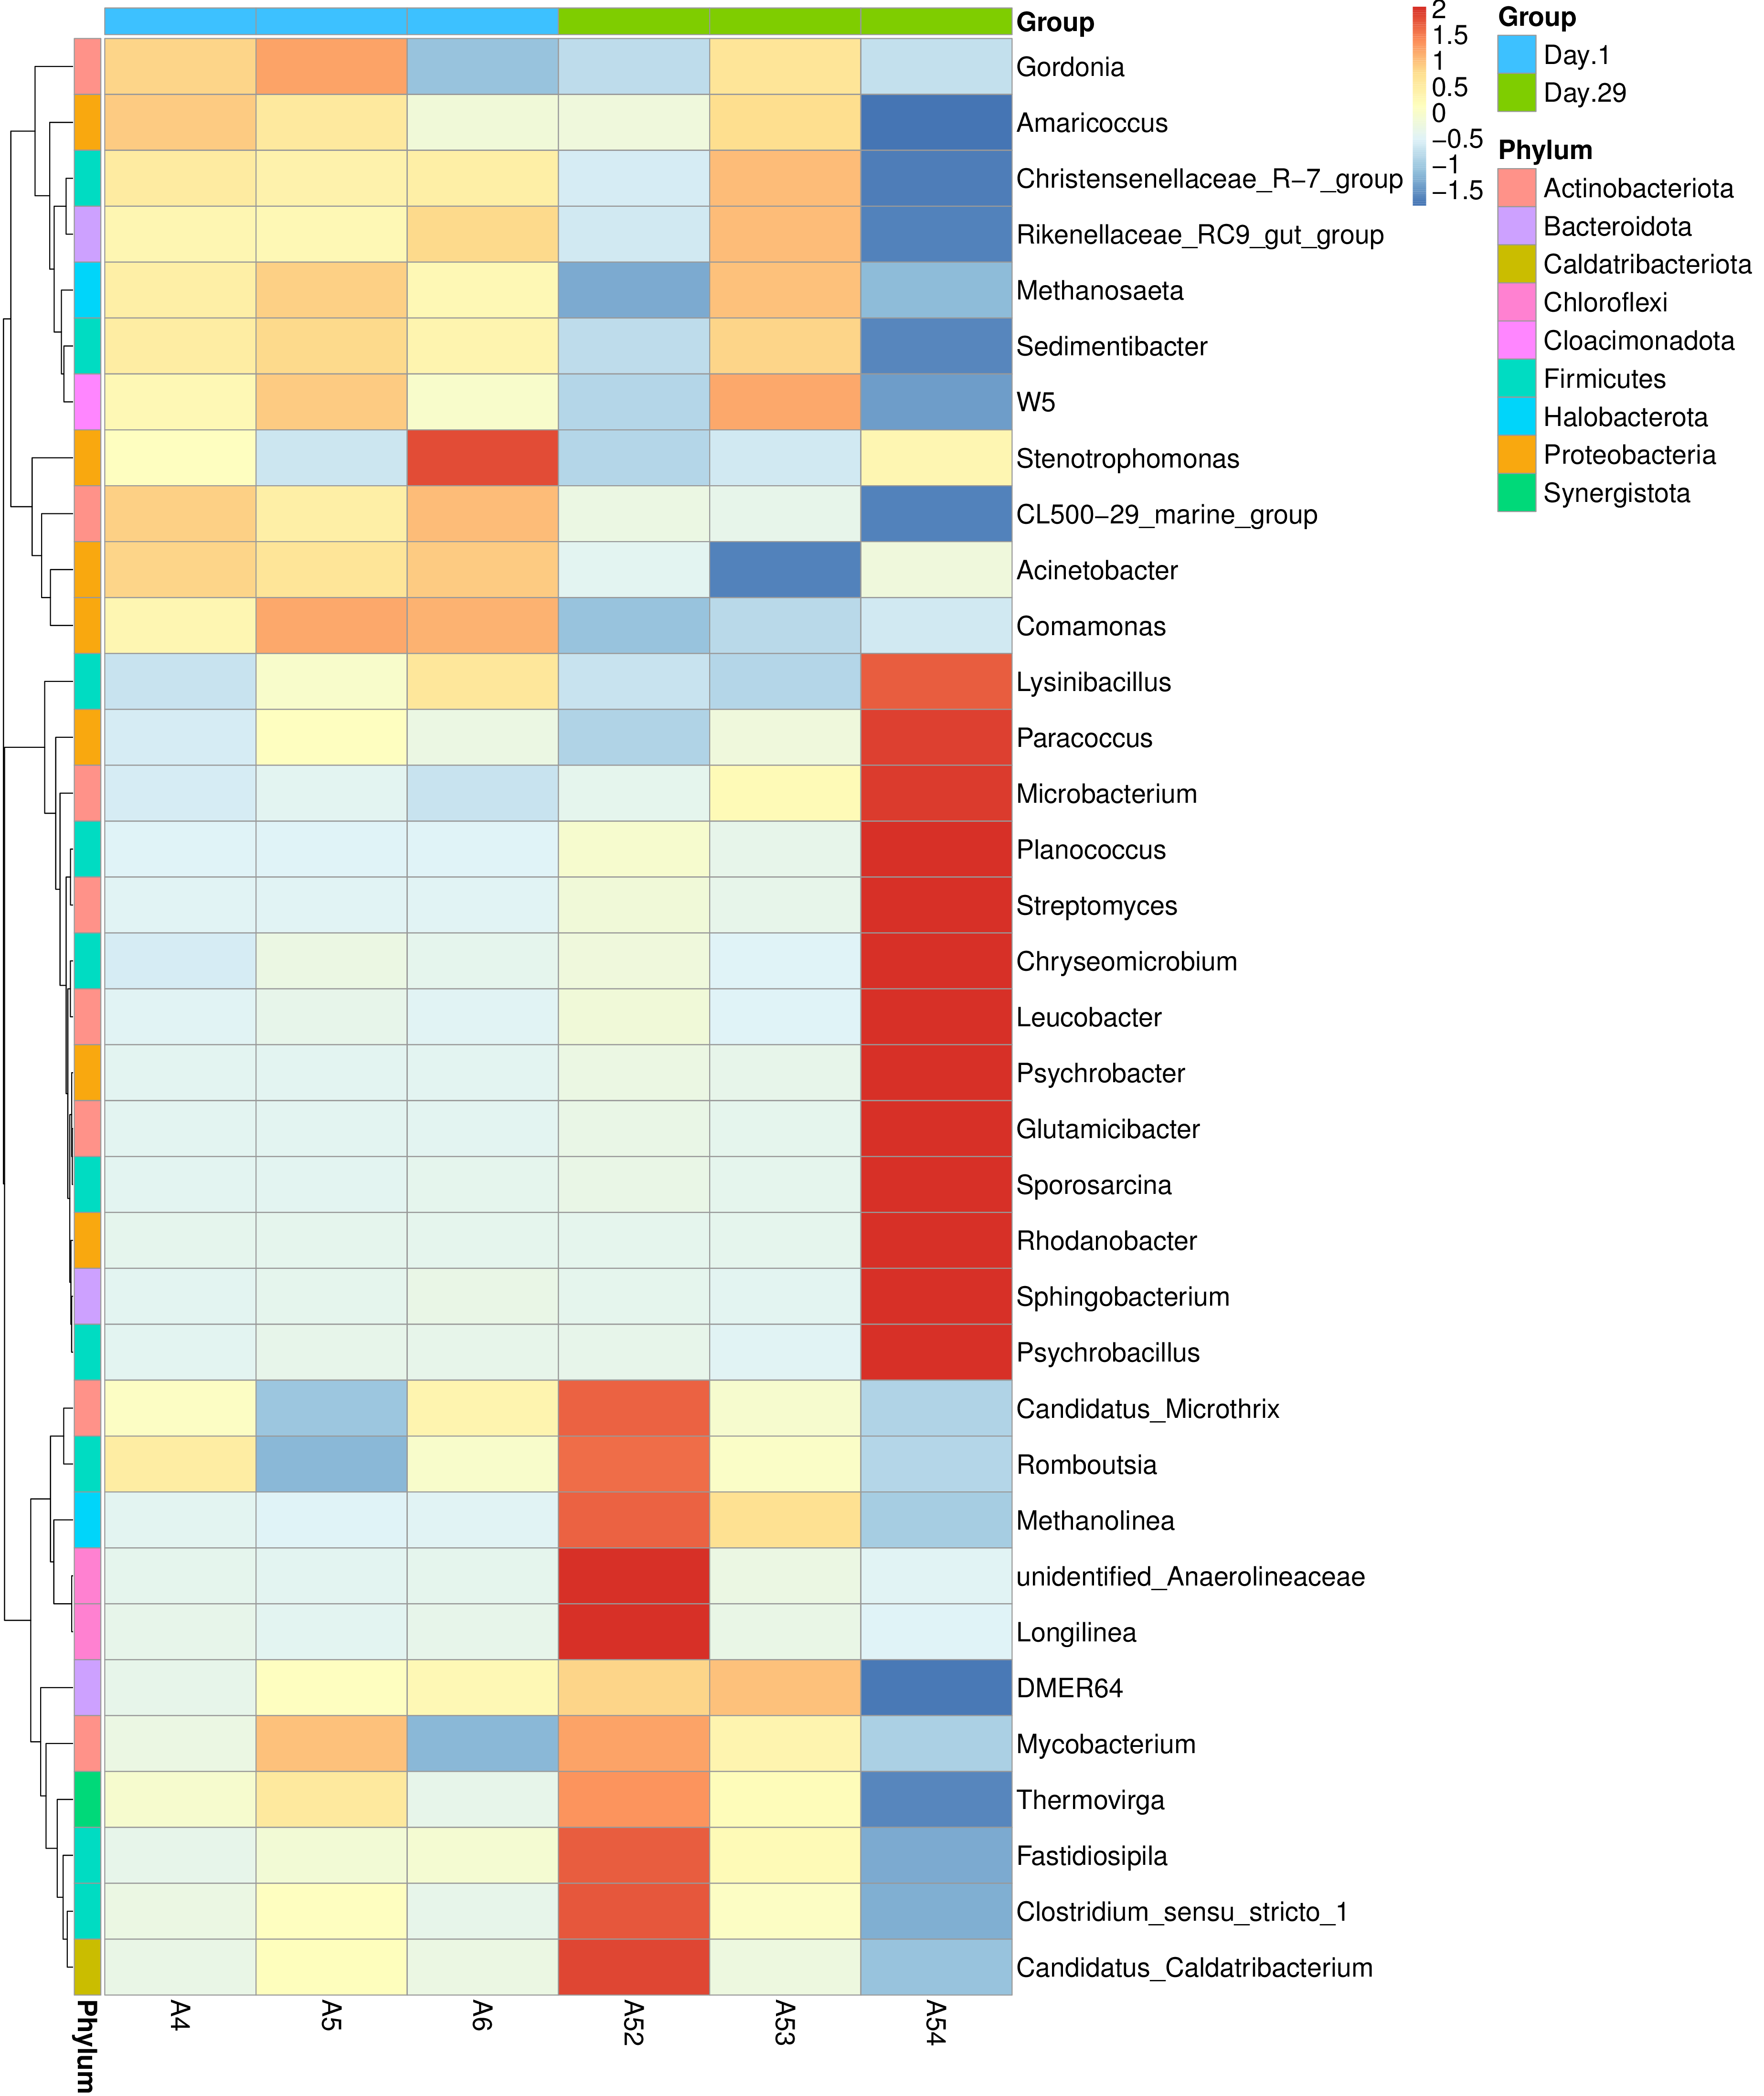 Group
Gordonia
Amaricoccus
Christensenellaceae_R−7_group
Rikenellaceae_RC9_gut_group
Methanosaeta
Sedimentibacter
W5
Stenotrophomonas
CL500−29_marine_group
Acinetobacter
Comamonas
Lysinibacillus
Paracoccus
Microbacterium
Planococcus
Streptomyces
Chryseomicrobium
Leucobacter
Psychrobacter
Glutamicibacter
Sporosarcina
Rhodanobacter
Sphingobacterium
Psychrobacillus
Candidatus_Microthrix
Romboutsia
Methanolinea
unidentified_Anaerolineaceae
Longilinea
DMER64
Mycobacterium
Thermovirga
Fastidiosipila
Clostridium_sensu_stricto_1
Candidatus_Caldatribacterium
Phylum
A4
A5
A6
A52
A53
A54
2
1.5
1
0.5
0
−0.5
−1
−1.5
Group
Day.1
Day.29
Phylum
Actinobacteriota
Bacteroidota
Caldatribacteriota
Chloroflexi
Cloacimonadota
Firmicutes
Halobacterota
Proteobacteria
Synergistota